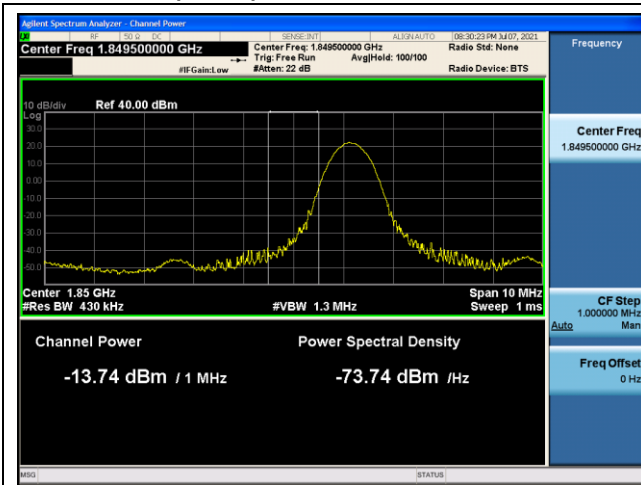 Agilent Spectrum Analyzer - Channel Power
RF 50 Ω DC SENSE:INT ALIGNAUTO 08:30:23 PM Jul 07, 2021
Center Freq 1.849500000 GHz
Center Freq: 1.849500000 GHz
Radio Std: None
Trig: Free Run Avg|Hold: 100/100
#IFGain:Low
#Atten: 22 dB
Radio Device: BTS
Frequency
10 dB/div Ref 40.00 dBm
Log
30.0
20.0
10.0
0.00
-10.0
-20.0
-30.0
-40.0
-50.0
Center Freq
1.849500000 GHz
Center 1.85 GHz
Span 10 MHz
#Res BW 430 kHz
#VBW 1.3 MHz
Sweep 1 ms
CF Step
1.000000 MHz
Auto Man
Channel Power
Power Spectral Density
-13.74 dBm / 1 MHz
-73.74 dBm /Hz
Freq Offset
0 Hz
MSG
STATUS